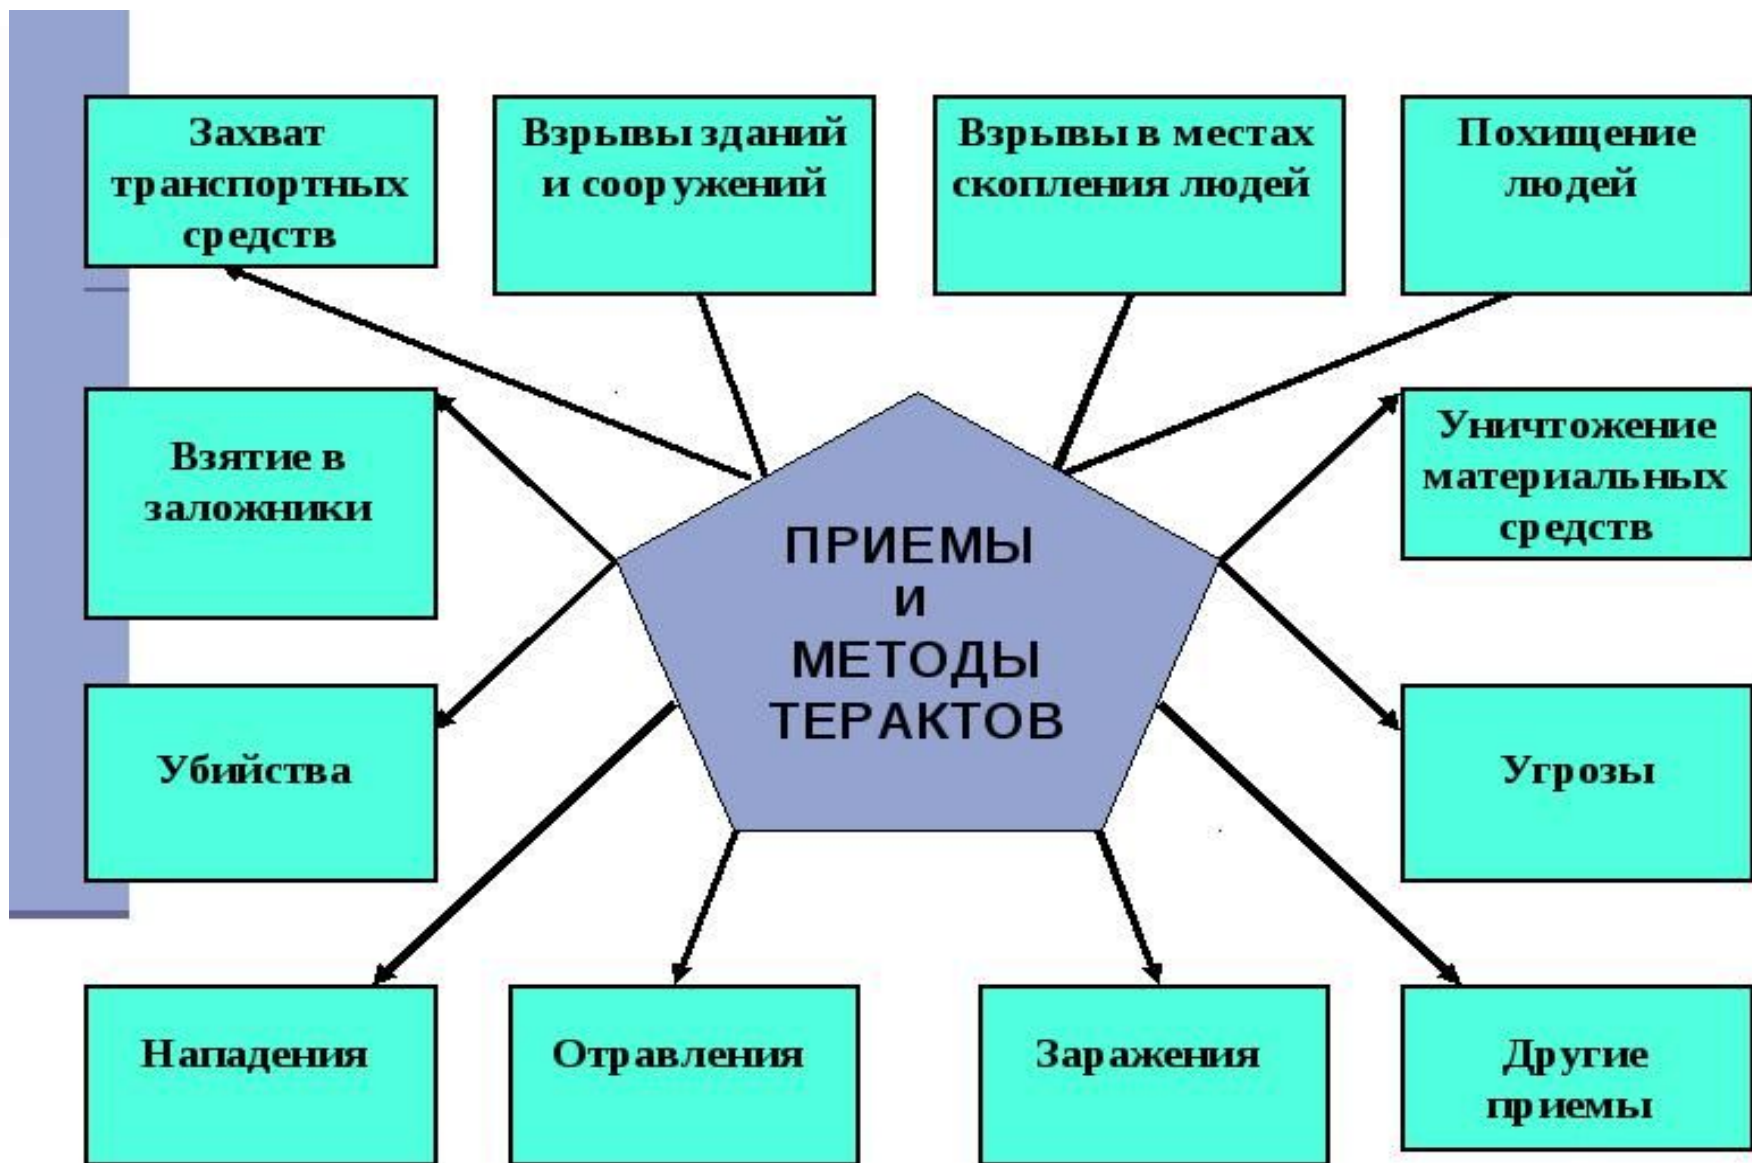 Захват
транспортных
средств
Взрывы зданий
и сооружений
Взрывы в местах
скопления людей
Похищение
людей
Взятие в
заложники
Уничтожение
материальных
средств
ПРИЕМЫ
И
МЕТОДЫ
ТЕРАКТОВ
Убийства
Угрозы
Нападения
Отравления
Заражения
Другие
приемы